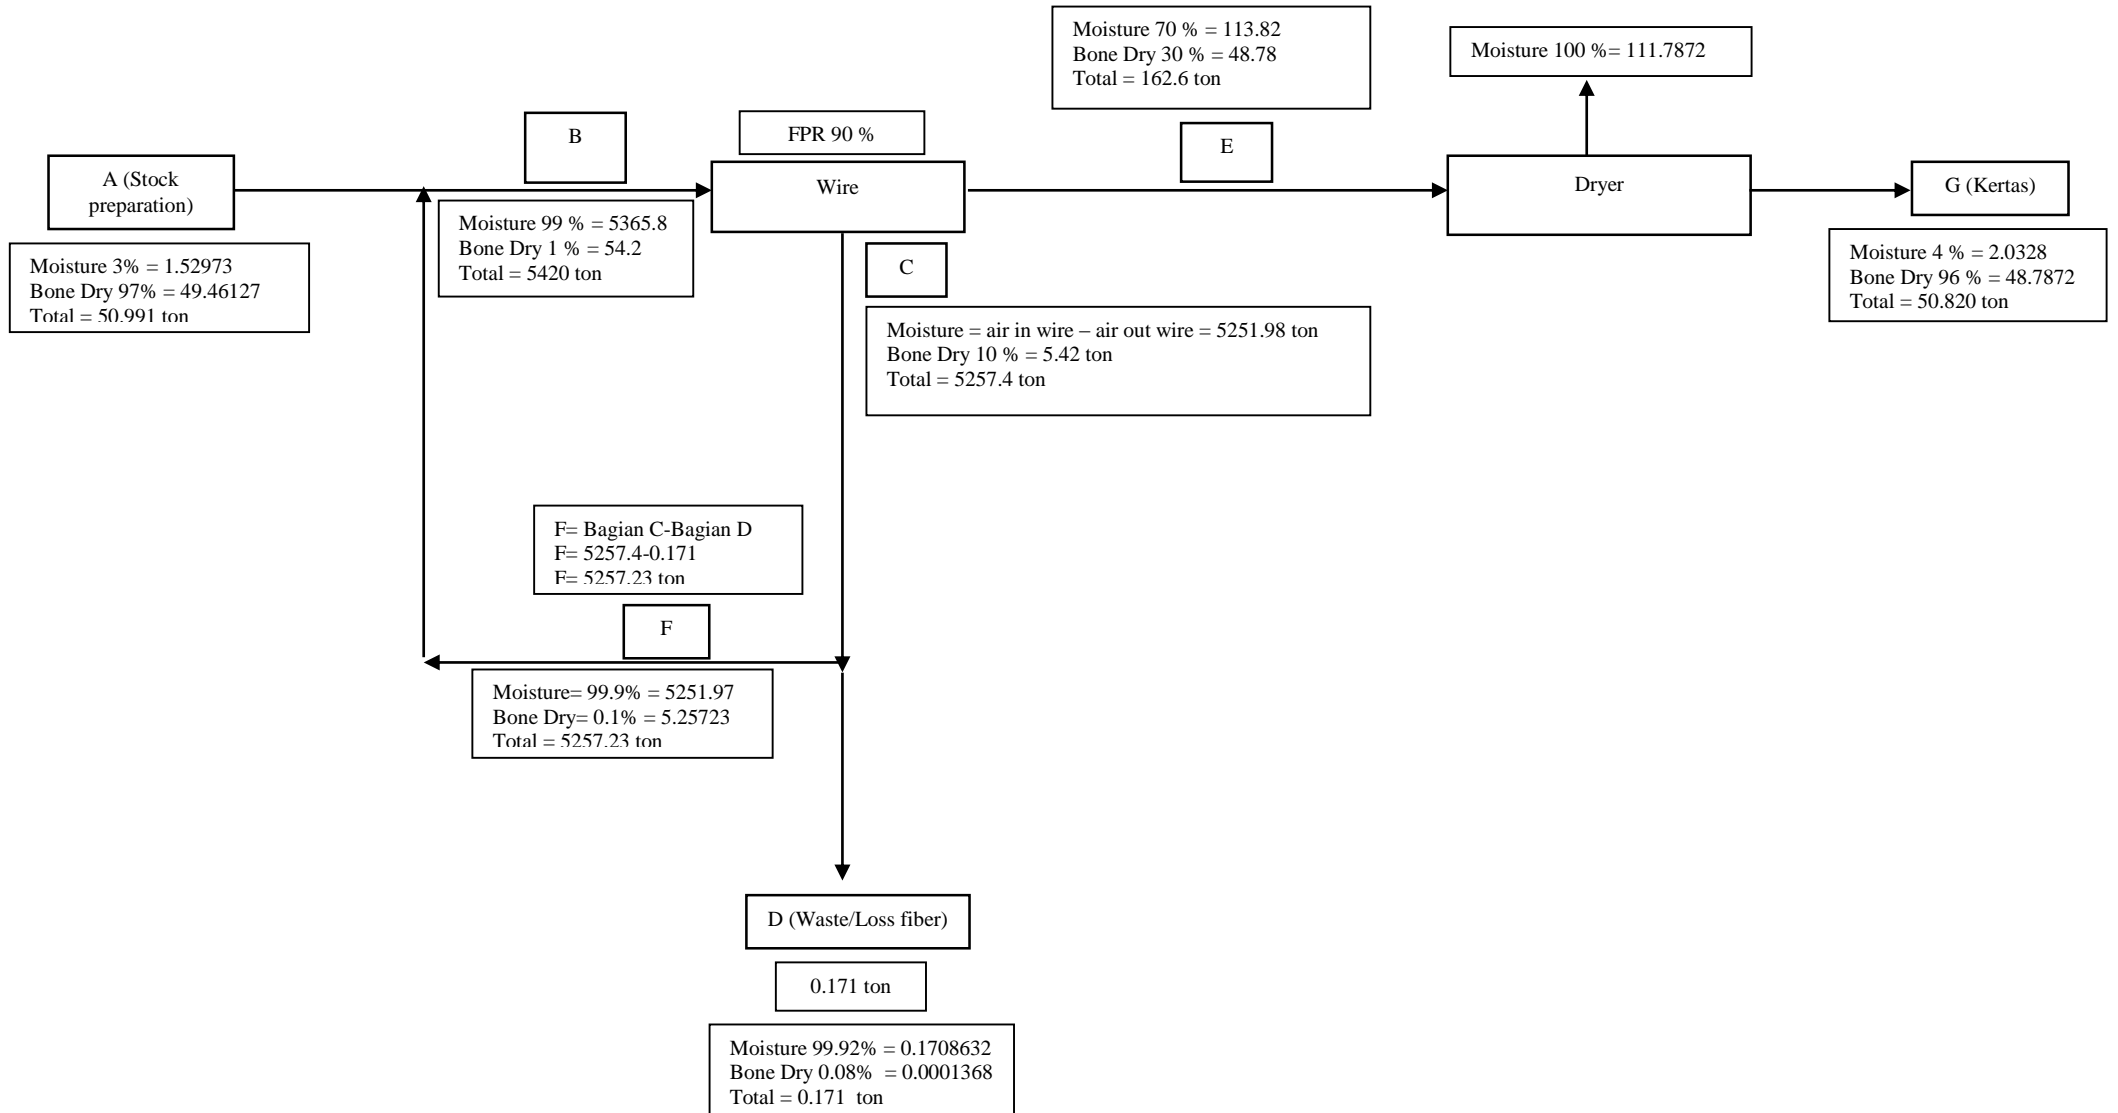 Moisture 70 % = 113.82
Bone Dry 30 % = 48.78
Total = 162.6 ton
Moisture 100 %= 111.7872
B
FPR 90 %
E
A (Stock
preparation)
Wire
Dryer
G (Kertas)
Moisture 3% = 1.52973
Bone Dry 97% = 49.46127
Total = 50.991 ton
Moisture 99 % = 5365.8
Bone Dry 1 % = 54.2
Total = 5420 ton
C
Moisture 4 % = 2.0328
Bone Dry 96 % = 48.7872
Total = 50.820 ton
Moisture = air in wire – air out wire = 5251.98 ton
Bone Dry 10 % = 5.42 ton
Total = 5257.4 ton
F= Bagian C-Bagian D
F= 5257.4-0.171
F= 5257.23 ton
F
Moisture= 99.9% = 5251.97
Bone Dry= 0.1% = 5.25723
Total = 5257.23 ton
D (Waste/Loss fiber)
0.171 ton
Moisture 99.92% = 0.1708632
Bone Dry 0.08%  = 0.0001368
Total = 0.171  ton